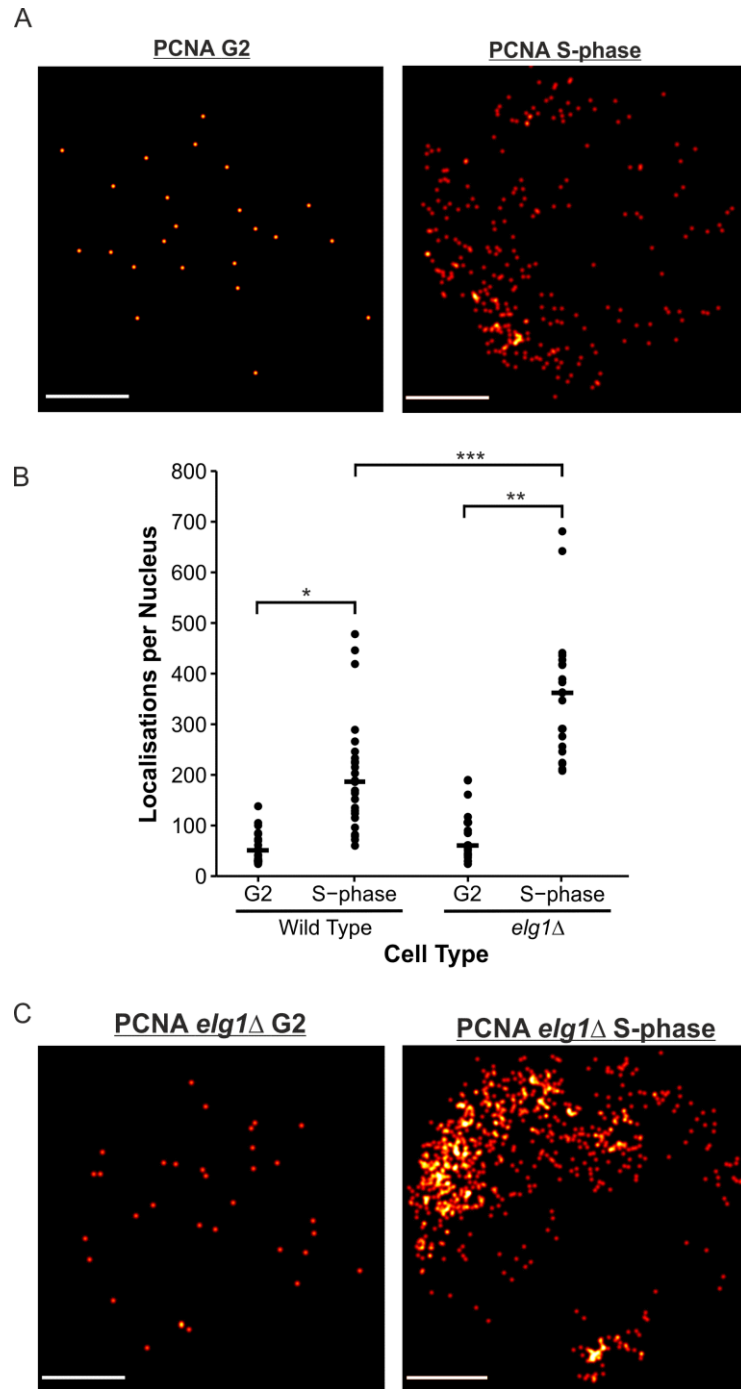 A
PCNA G2
PCNA S-phase
B
Localisations per Nucleus
800
700
600
500
400
300
200
100
0
*
***
**
G2
S-phase
G2
S-phase
Wild Type
elg1Δ
Cell Type
C
PCNA elg1Δ G2
PCNA elg1Δ S-phase